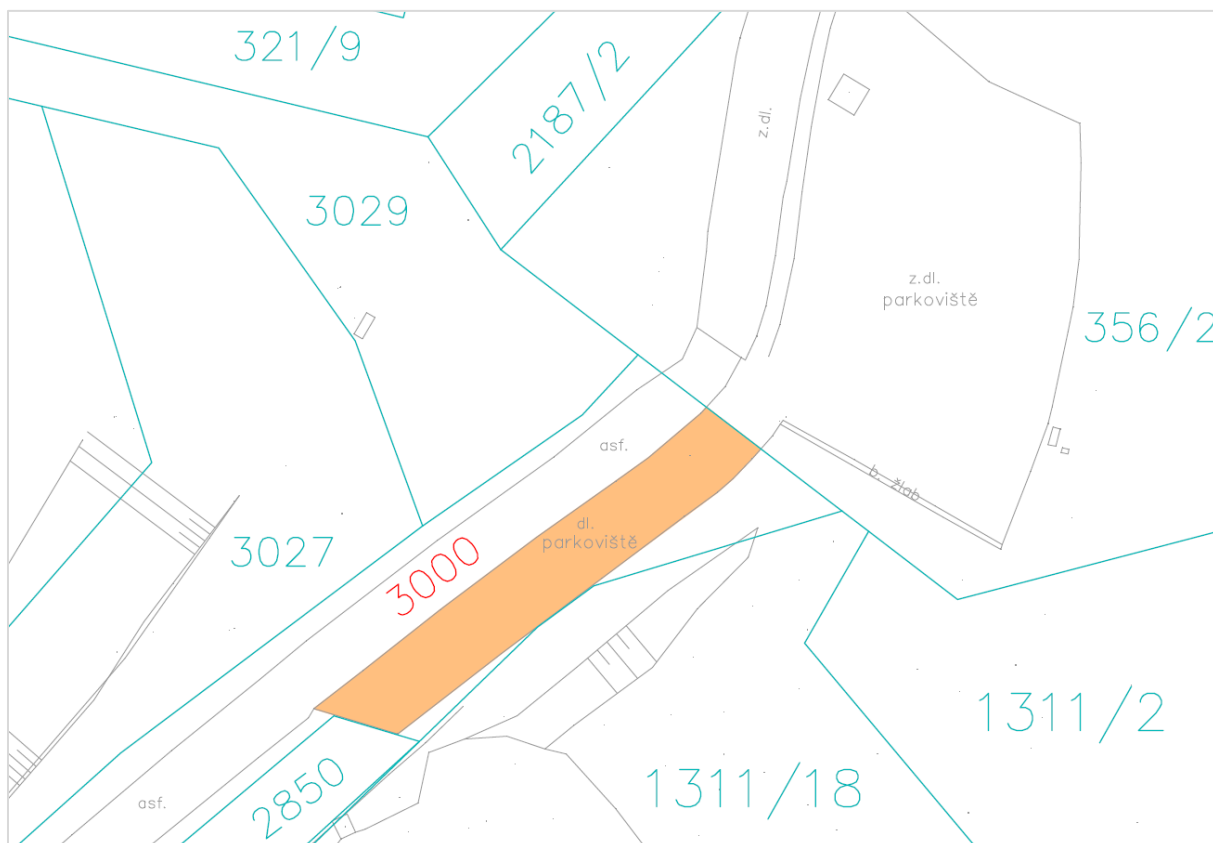 321/9
2187/2
z.dl.
3029
z.dl.
parkoviště
356/2
asf.
b. žlab
dl.
parkoviště
3027
3000
1311/2
1311/18
2850
asf.